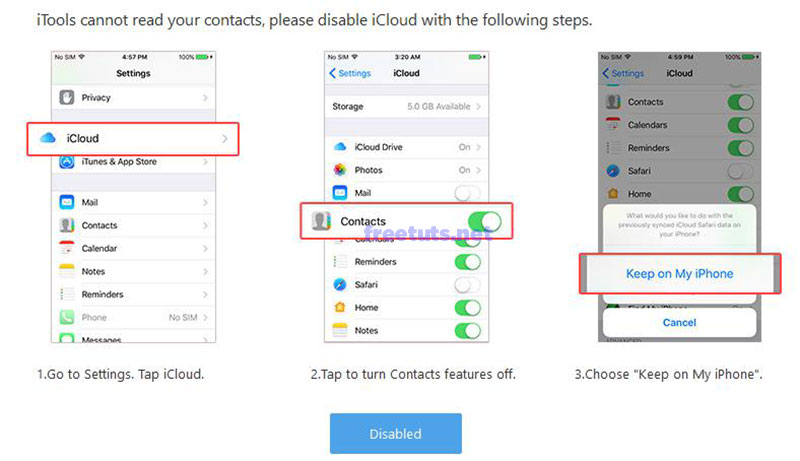 iTools cannot read your contacts, please disable iCloud with the following steps.
No SIM 4:57 PM 100%
Settings
Privacy
iCloud
iTunes & App Store
Mail
Contacts
Calendar
Notes
Reminders
Phone No SIM
Messages
1.Go to Settings. Tap iCloud.
No SIM 3:20 AM
Settings iCloud
Storage 5.0 GB Available
iCloud Drive On
Photos On
Mail
Contacts
freetuts.net
Calendars
Reminders
Safari
Home
Notes
2.Tap to turn Contacts features off.
No SIM 4:59 PM 100%
Settings iCloud
Contacts
Calendars
Reminders
Safari
Home
What would you like to do with the
previously synced iCloud Safari data on
your iPhone?
Keep on My iPhone
Find My iPhone
Cancel
ADVANCED
3.Choose "Keep on My iPhone".
Disabled